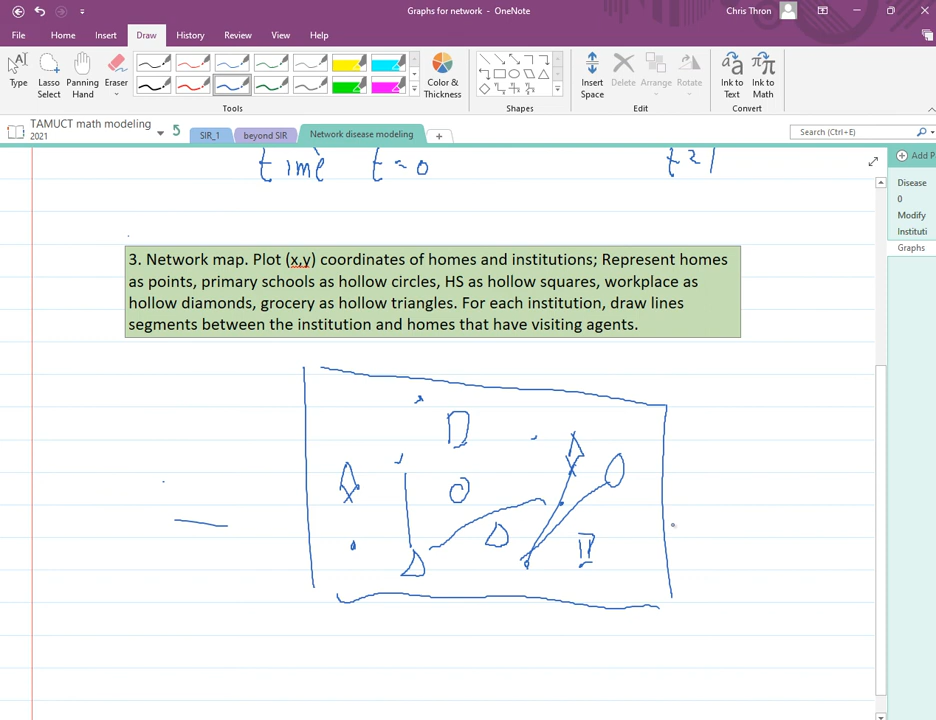 Graphs for network - OneNote
Chris Thron
File Home Insert Draw History Review View Help
Type
Lasso Select
Panning Hand
Eraser
Color & Thickness
Insert Space
Delete
Arrange
Rotate
Ink to Text
Ink to Math
Tools
Shapes
Edit
Convert
TAMUCT math modeling 2021
SIR_1
beyond SIR
Network disease modeling
+
Search (Ctrl+E)
Add P
time t=0
Disease
0
Modify
Instituti
Graphs
3. Network map. Plot (x,y) coordinates of homes and institutions; Represent homes
as points, primary schools as hollow circles, HS as hollow squares, workplace as
hollow diamonds, grocery as hollow triangles. For each institution, draw lines
segments between the institution and homes that have visiting agents.